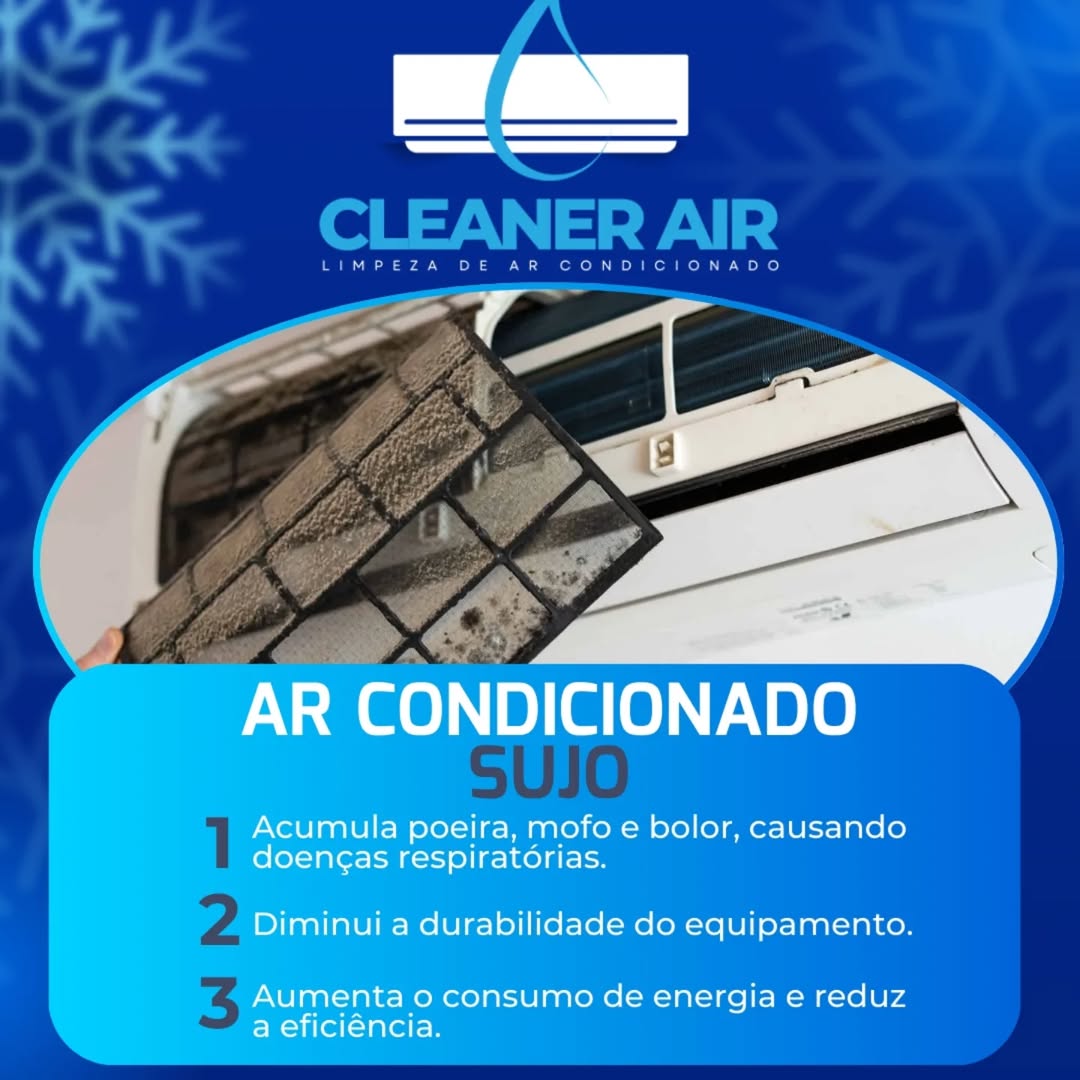 CLEANER AIR
LIMPEZA DE AR CONDICIONADO
AR CONDICIONADO
SUJO
1 Acumula poeira, mofo e bolor, causando
doenças respiratórias.
2 Diminui a durabilidade do equipamento.
3 Aumenta o consumo de energia e reduz
a eficiência.